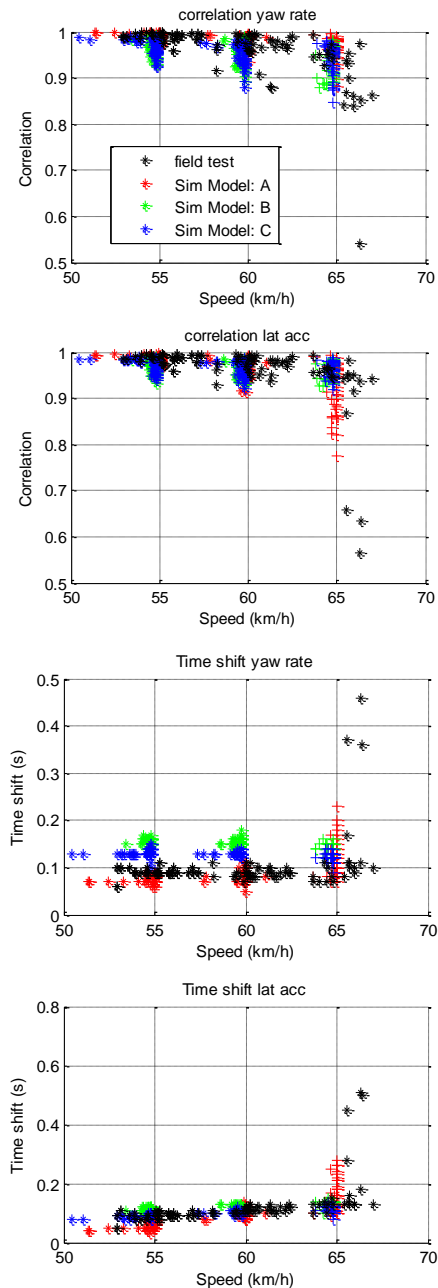 correlation yaw rate
1
0.9
0.8
0.7
0.6
0.5
Correlation
field test
Sim Model: A
Sim Model: B
Sim Model: C
50 55 60 65 70
Speed (km/h)
correlation lat acc
1
0.9
0.8
0.7
0.6
0.5
Correlation
50 55 60 65 70
Speed (km/h)
Time shift yaw rate
0.5
0.4
0.3
0.2
0.1
0
Time shift (s)
50 55 60 65 70
Speed (km/h)
Time shift lat acc
0.8
0.6
0.4
0.2
0
Time shift (s)
50 55 60 65 70
Speed (km/h)